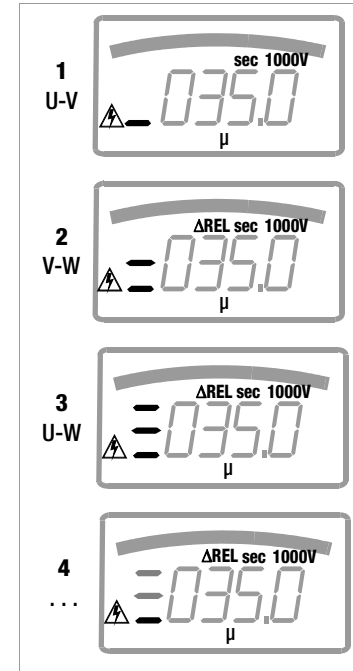 1
U-V
sec 1000V
035.0
µ
2
V-W
ΔREL sec 1000V
035.0
µ
3
U-W
ΔREL sec 1000V
035.0
µ
4
. . .
ΔREL sec 1000V
035.0
µ